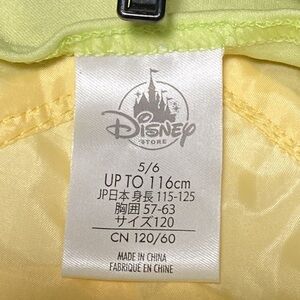 Disney
STORE
5/6
UP TO 116cm
JP日本 身長 115-125
胸囲 57-63
サイズ120
CN 120/60
MADE IN CHINA
FABRIQUÉ EN CHINE